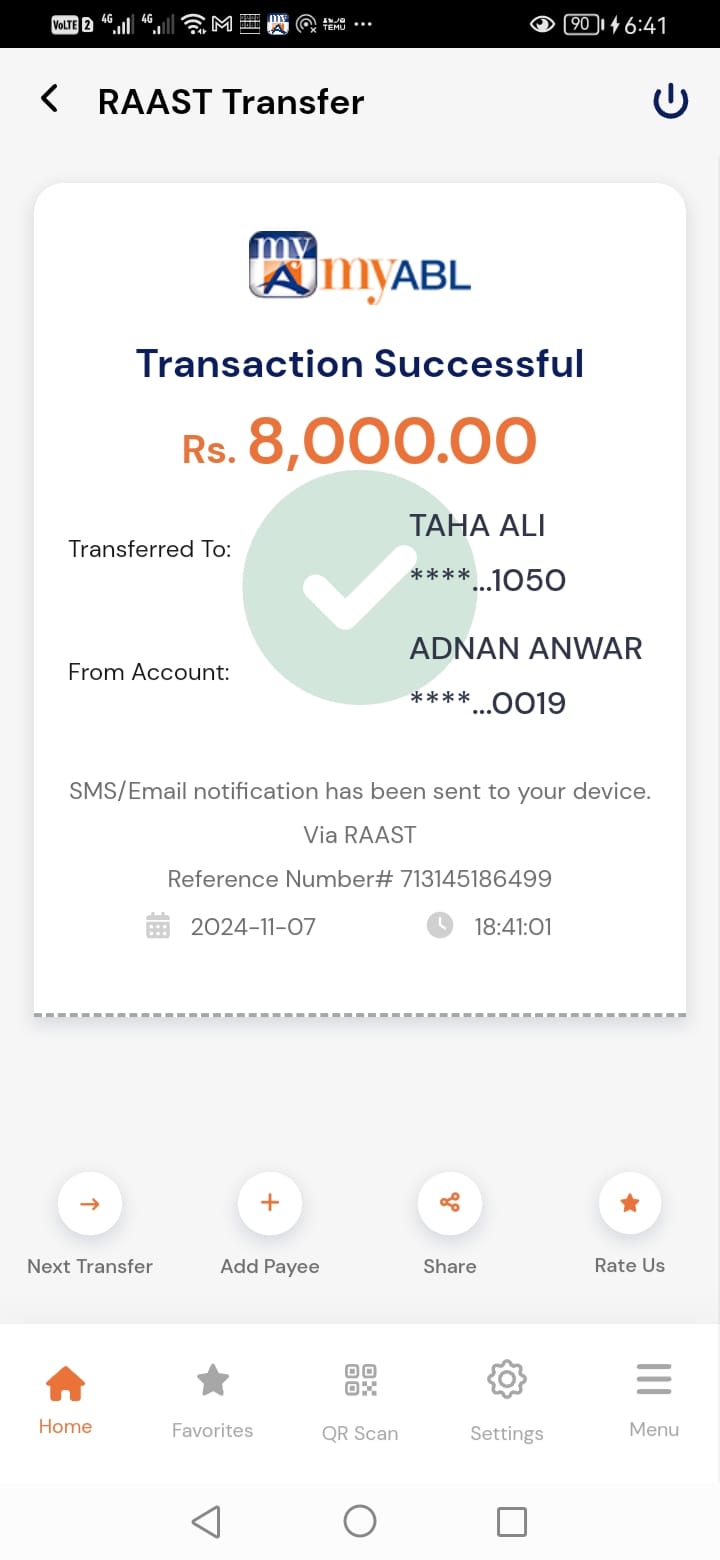 VoLTE 2 4G 4G TEMU ... 90 6:41
RAAST Transfer
my myABL
Transaction Successful
Rs. 8,000.00
Transferred To:
TAHA ALI
****...1050
From Account:
ADNAN ANWAR
****...0019
SMS/Email notification has been sent to your device.
Via RAAST
Reference Number# 713145186499
2024-11-07 18:41:01
Next Transfer Add Payee Share Rate Us
Home Favorites QR Scan Settings Menu